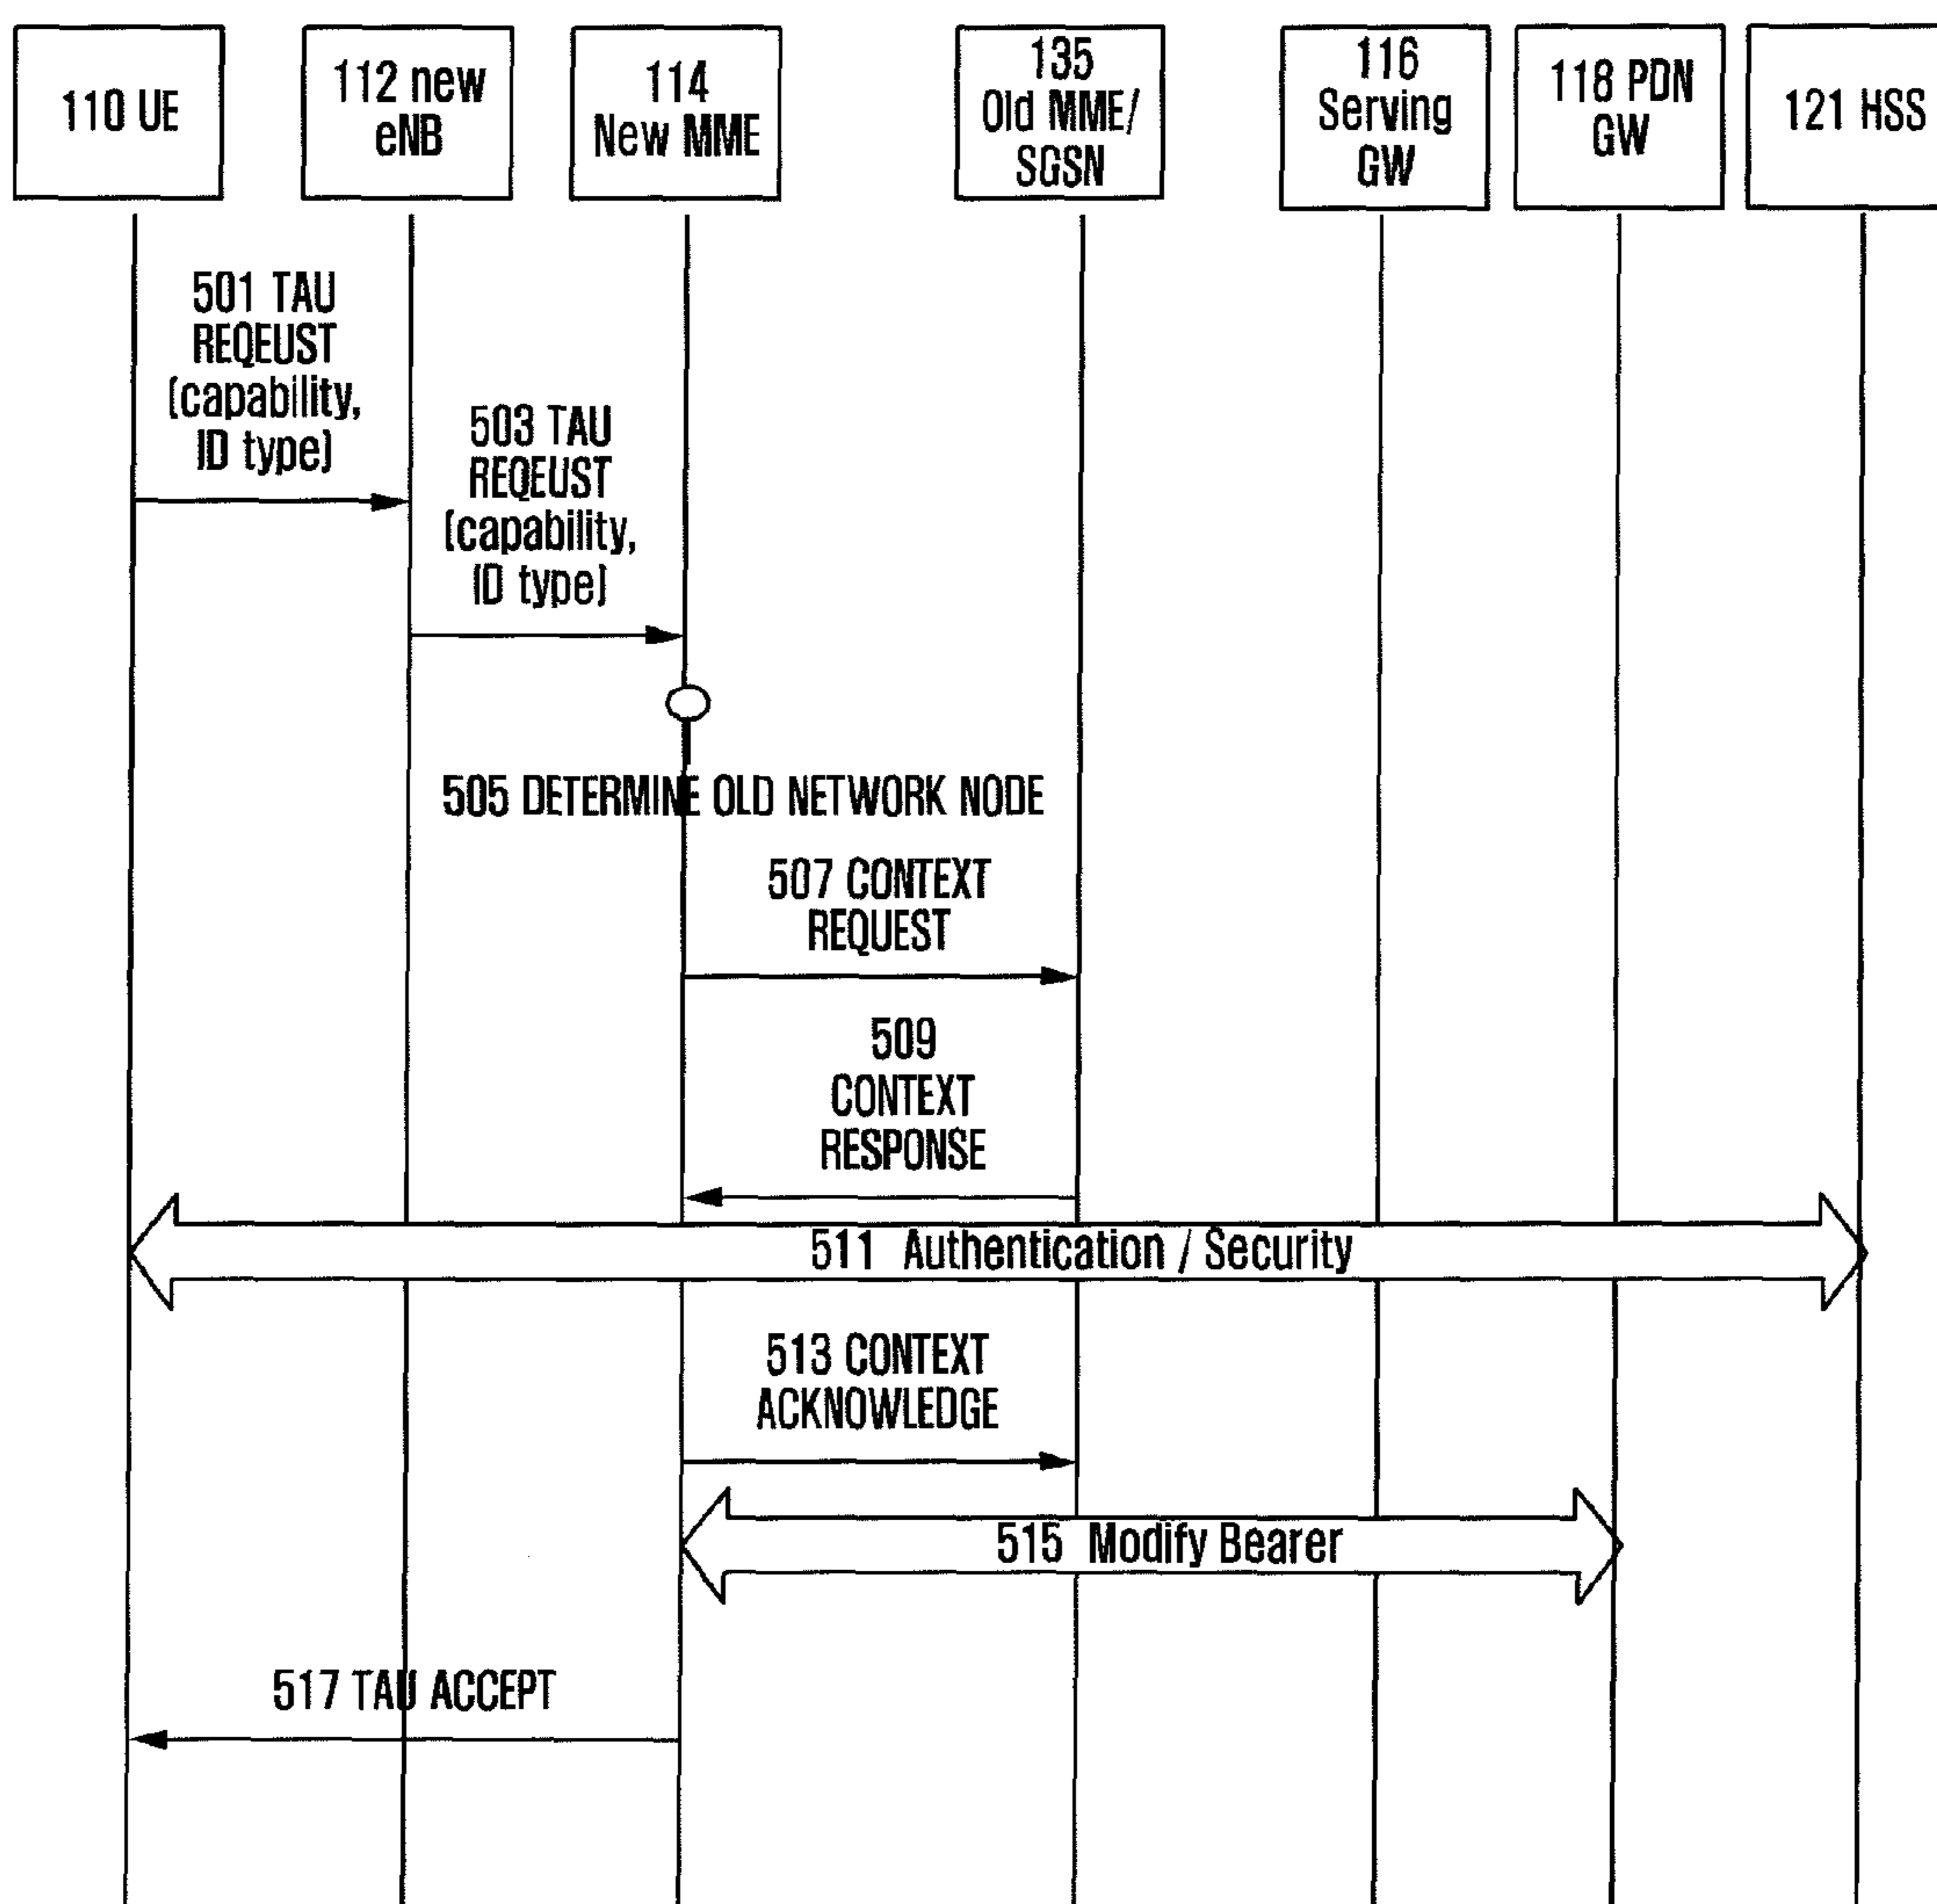 110 UE
112 new
eNB
114
New MME
135
Old MME/
SGSN
116
Serving
GW
118 PDN
GW
121 HSS
501 TAU
REQEUST
(capability,
ID type)
503 TAU
REQEUST
(capability,
ID type)
505 DETERMINE OLD NETWORK NODE
507 CONTEXT
REQUEST
509
CONTEXT
RESPONSE
511 Authentication / Security
513 CONTEXT
ACKNOWLEDGE
515 Modify Bearer
517 TAU ACCEPT